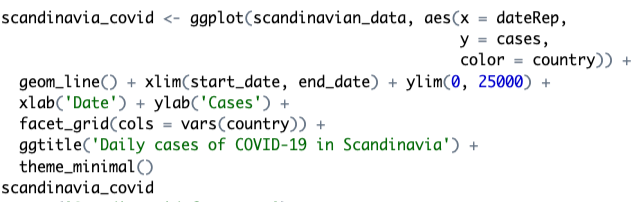 scandinavia_covid <- ggplot(scandinavian_data, aes(x = dateRep,
y = cases,
color = country)) +
geom_line() + xlim(start_date, end_date) + ylim(0, 25000) +
xlab('Date') + ylab('Cases') +
facet_grid(cols = vars(country)) +
ggtitle('Daily cases of COVID-19 in Scandinavia') +
theme_minimal()
scandinavia_covid